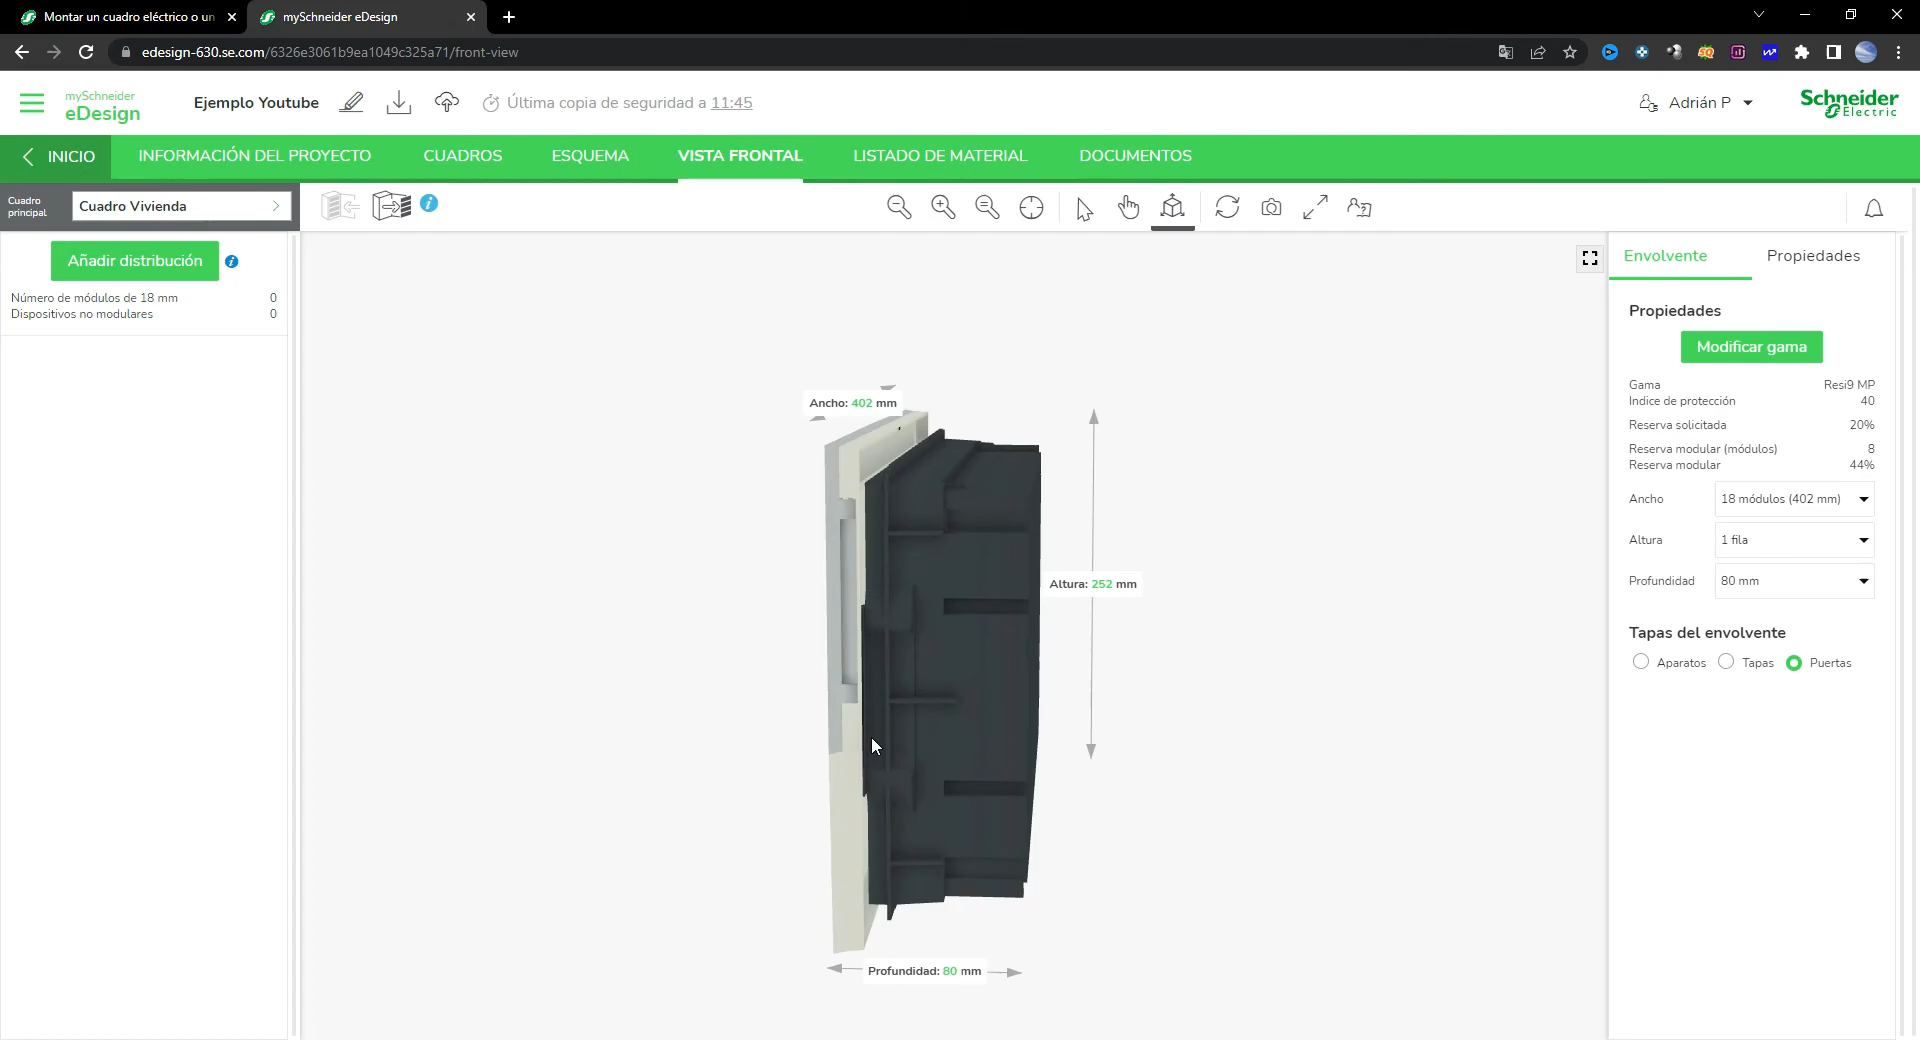 Montar un cuadro eléctrico o un
mySchneider eDesign
edesign-630.se.com/6326e3061b9ea1049c325a71/front-view
mySchneider
eDesign
Ejemplo Youtube
Última copia de seguridad a 11:45
Adrián P
Schneider
Electric
INICIO
INFORMACIÓN DEL PROYECTO
CUADROS
ESQUEMA
VISTA FRONTAL
LISTADO DE MATERIAL
DOCUMENTOS
Cuadro
principal
Cuadro Vivienda
Añadir distribución
Número de módulos de 18 mm 0
Dispositivos no modulares 0
Ancho: 402 mm
Altura: 252 mm
Profundidad: 80 mm
Envolvente
Propiedades
Propiedades
Modificar gama
Gama Resi9 MP
Indice de protección 40
Reserva solicitada 20%
Reserva modular (módulos) 8
Reserva modular 44%
Ancho 18 módulos (402 mm)
Altura 1 fila
Profundidad 80 mm
Tapas del envolvente
Aparatos Tapas Puertas